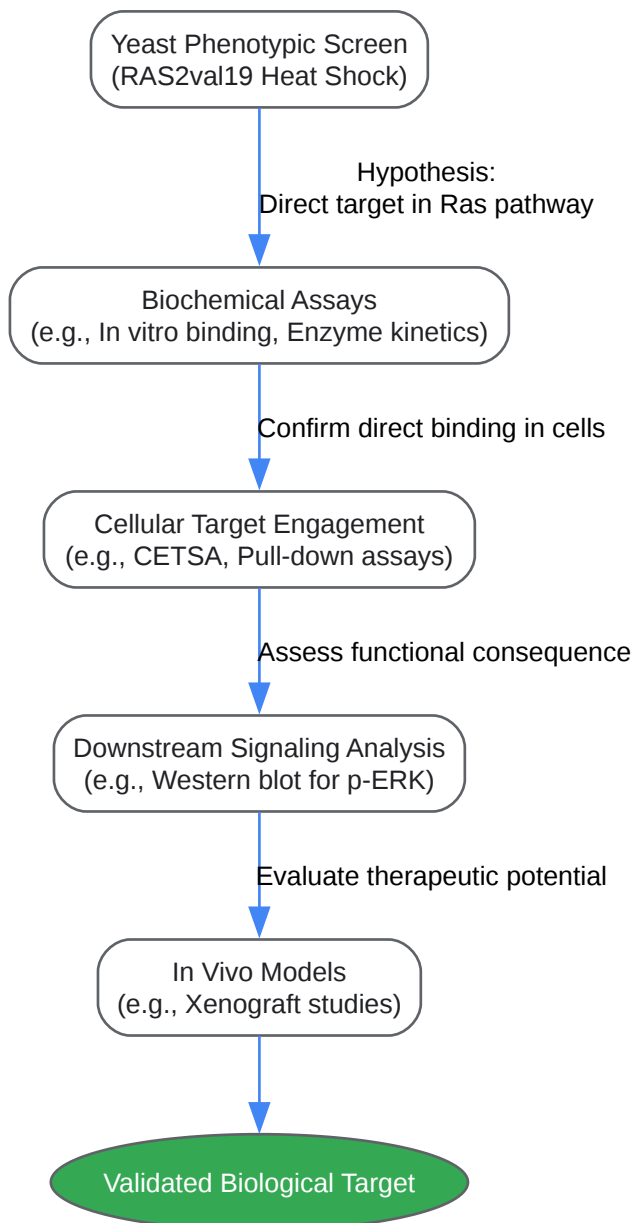 Yeast Phenotypic Screen
(RAS2val19 Heat Shock)
Hypothesis:
Direct target in Ras pathway
Biochemical Assays
(e.g., In vitro binding, Enzyme kinetics)
Confirm direct binding in cells
Cellular Target Engagement
(e.g., CETSA, Pull-down assays)
Assess functional consequence
Downstream Signaling Analysis
(e.g., Western blot for p-ERK)
Evaluate therapeutic potential
In Vivo Models
(e.g., Xenograft studies)
Validated Biological Target